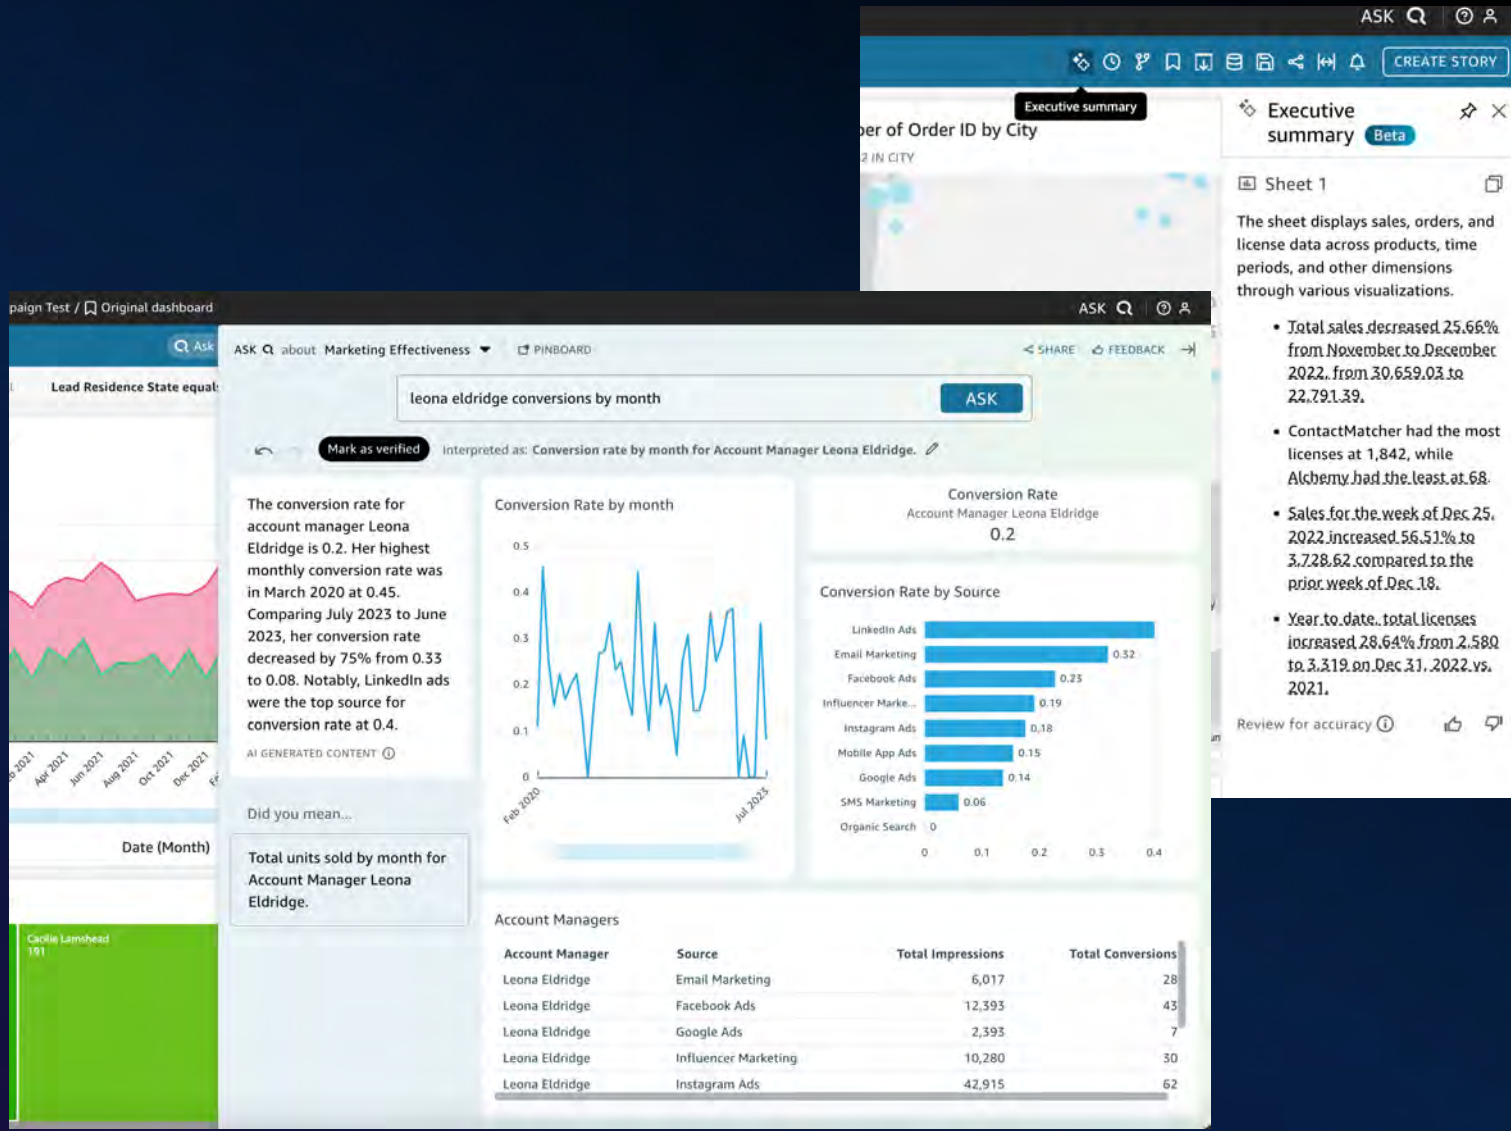 ASK
CREATE STORY
Executive summary
ber of Order ID by City
2 IN CITY
Executive
summary Beta
Sheet 1
The sheet displays sales, orders, and
license data across products, time
periods, and other dimensions
through various visualizations.
• Total sales decreased 25.66%
from November to December
2022, from 30,659.03 to
22,791.39.
• ContactMatcher had the most
licenses at 1,842, while
Alchemy had the least at 68.
• Sales for the week of Dec 25,
2022 increased 56.51% to
3,728.62 compared to the
prior week of Dec 18.
• Year to date, total licenses
increased 28.64% from 2,580
to 3,319 on Dec 31, 2022 vs.
2021.
Review for accuracy
paign Test / Original dashboard
ASK
Ask
Lead Residence State equal
2021
Apr 2021
Jun 2021
Aug 2021
Oct 2021
Dec 2021
Date (Month)
Caolie Lamshead
191
ASK about Marketing Effectiveness
PINBOARD
SHARE
FEEDBACK
leona eldridge conversions by month
ASK
Mark as verified
Interpreted as: Conversion rate by month for Account Manager Leona Eldridge.
The conversion rate for
account manager Leona
Eldridge is 0.2. Her highest
monthly conversion rate was
in March 2020 at 0.45.
Comparing July 2023 to June
2023, her conversion rate
decreased by 75% from 0.33
to 0.08. Notably, LinkedIn ads
were the top source for
conversion rate at 0.4.
AI GENERATED CONTENT
Did you mean...
Total units sold by month for
Account Manager Leona
Eldridge.
Conversion Rate by month
0.5
0.4
0.3
0.2
0.1
0
Feb 2020
Jul 2023
Conversion Rate
Account Manager Leona Eldridge
0.2
Conversion Rate by Source
LinkedIn Ads
Email Marketing 0.32
Facebook Ads 0.23
Influencer Marke... 0.19
Instagram Ads 0.18
Mobile App Ads 0.15
Google Ads 0.14
SMS Marketing 0.06
Organic Search 0
0 0.1 0.2 0.3 0.4
Account Managers
Account Manager Source Total Impressions Total Conversions
Leona Eldridge Email Marketing 6,017 28
Leona Eldridge Facebook Ads 12,393 43
Leona Eldridge Google Ads 2,393 7
Leona Eldridge Influencer Marketing 10,280 30
Leona Eldridge Instagram Ads 42,915 62